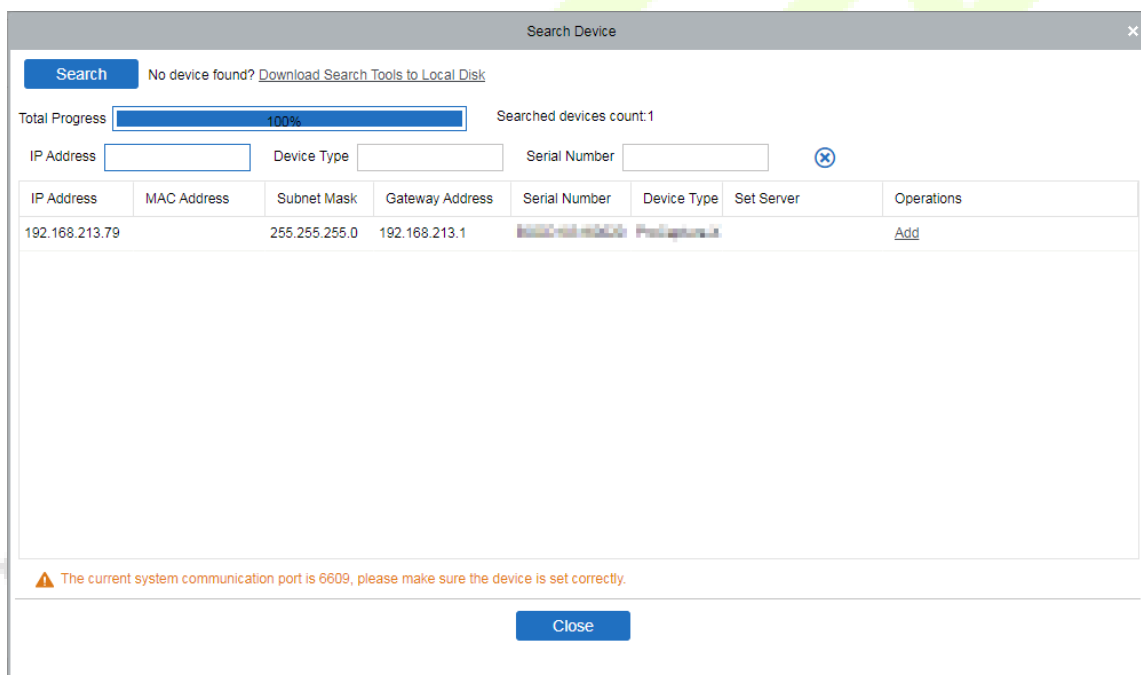 Search Device
Search No device found? Download Search Tools to Local Disk
Total Progress 100% Searched devices count:1
IP Address Device Type Serial Number
IP Address MAC Address Subnet Mask Gateway Address Serial Number Device Type Set Server Operations
192.168.213.79 255.255.255.0 192.168.213.1 Add
The current system communication port is 6609, please make sure the device is set correctly.
Close